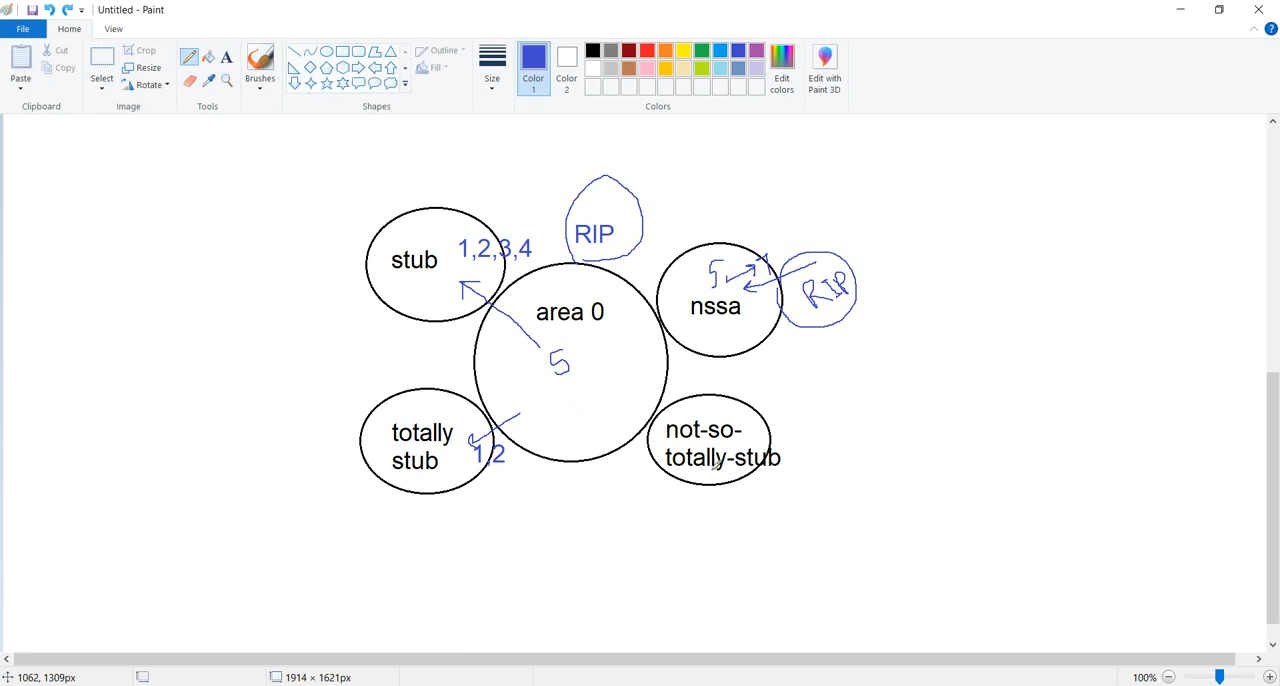 Untitled - Paint
File
Home
View
Paste
Cut
Copy
Clipboard
Select
Crop
Resize
Rotate
Image
Tools
Brushes
Shapes
Outline
Fill
Size
Color
1
Color
2
Colors
Edit
colors
Edit with
Paint 3D
RIP
stub
1,2,3,4
area 0
5
nssa
RIP
totally
stub
1,2
not-so-
totally-stub
1062, 1309px
1914 × 1621px
100%